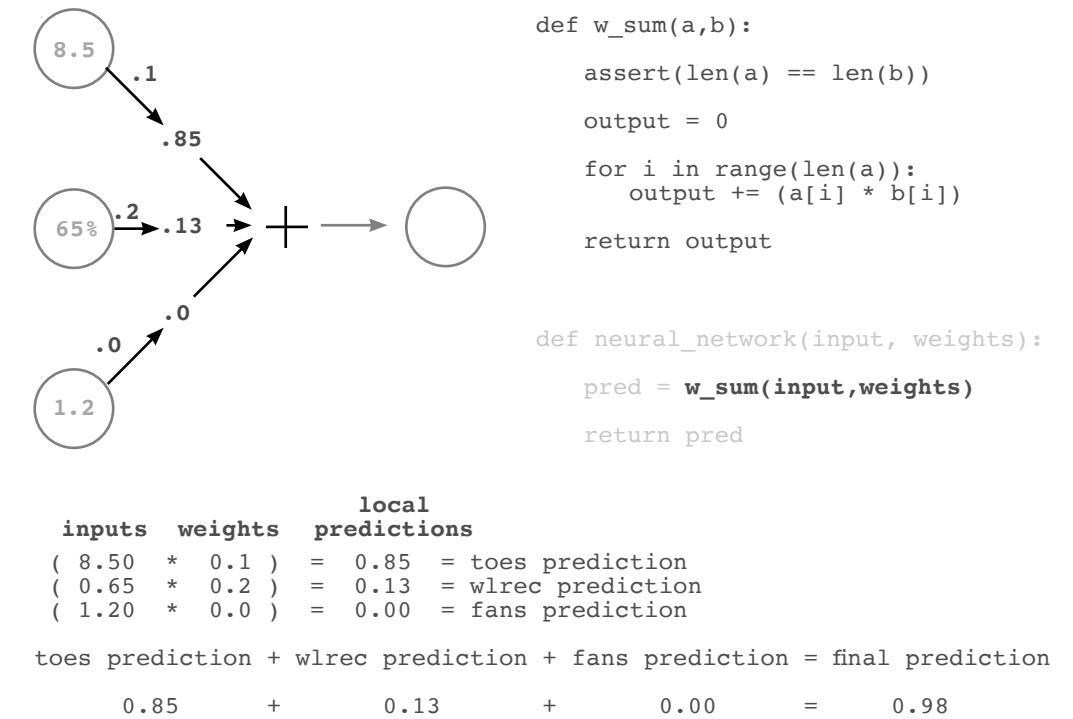 8.5
.1
.85
65%
.2
.13
.0
.0
1.2
def w_sum(a,b):
assert(len(a) == len(b))
output = 0
for i in range(len(a)):
output += (a[i] * b[i])
return output
def neural_network(input, weights):
pred = w_sum(input,weights)
return pred
local
inputs weights predictions
( 8.50 * 0.1 ) = 0.85 = toes prediction
( 0.65 * 0.2 ) = 0.13 = wlrec prediction
( 1.20 * 0.0 ) = 0.00 = fans prediction
toes prediction + wlrec prediction + fans prediction = final prediction
0.85 + 0.13 + 0.00 = 0.98